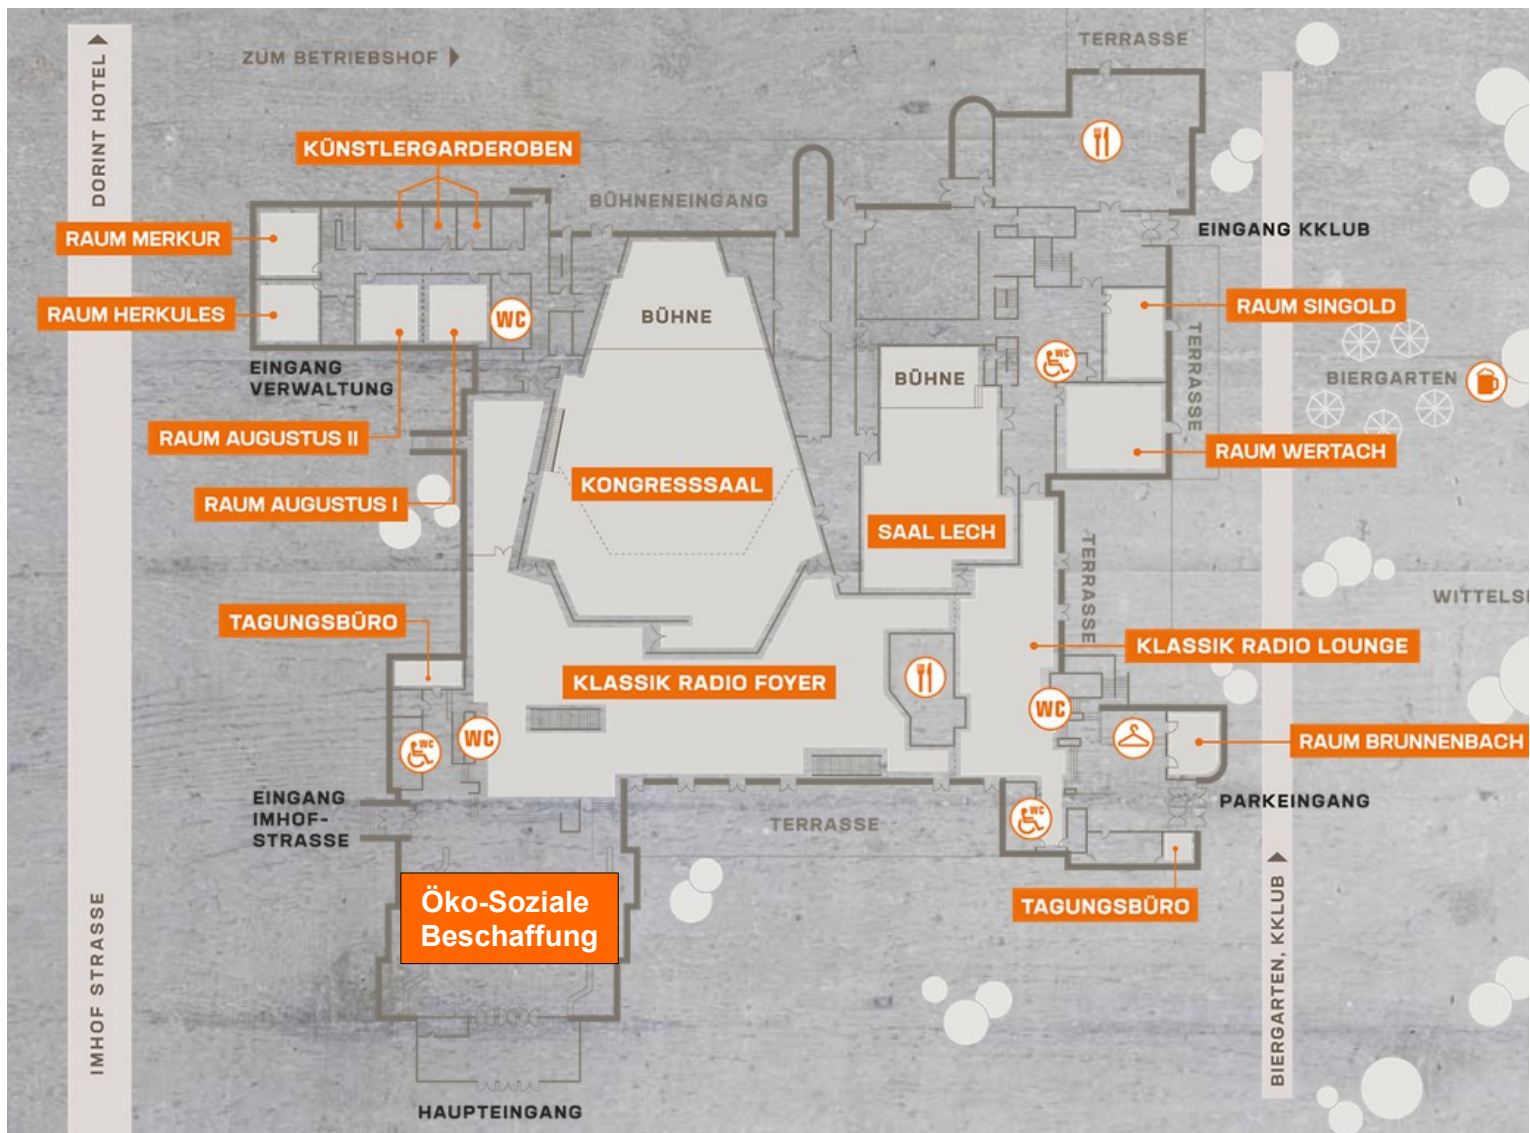 DORINT HOTEL
ZUM BETRIEBSHOF
TERRASSE
KÜNSTLERGARDEROBEN
BÜHNENEINGANG
RAUM MERKUR
EINGANG KKLUB
RAUM HERKULES
WC
BÜHNE
RAUM SINGOLD
TERRASSE
EINGANG
VERWALTUNG
WC
BÜHNE
BIERGARTEN
RAUM AUGUSTUS II
RAUM WERTACH
RAUM AUGUSTUS I
KONGRESSSAAL
SAAL LECH
TERRASSE
WITTELS
TAGUNGSBÜRO
KLASSIK RADIO LOUNGE
KLASSIK RADIO FOYER
WC
WC
WC
RAUM BRUNNENBACH
EINGANG
IMHOF-
STRASSE
TERRASSE
WC
PARKEINGANG
Öko-Soziale
Beschaffung
TAGUNGSBÜRO
IMHOF STRASSE
BIERGARTEN, KKLUB
HAUPTEINGANG